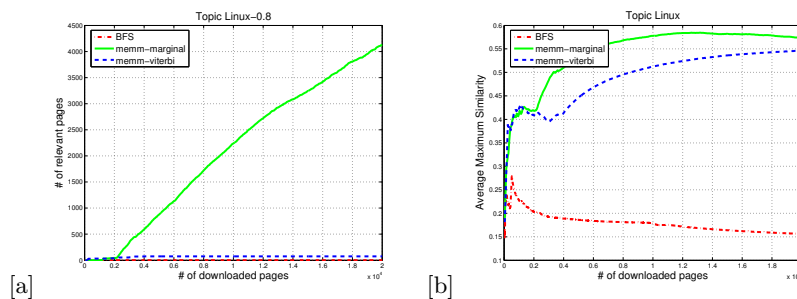 Topic Linux-0.8
4500
4000
3500
3000
2500
2000
1500
1000
500
0
# of relevant pages
BFS
memm-marginal
memm-viterbi
0 0.2 0.4 0.6 0.8 1 1.2 1.4 1.6 1.8 2
x 10⁴
# of downloaded pages
[a]
Topic Linux
0.6
0.55
0.5
0.45
0.4
0.35
0.3
0.25
0.2
0.15
0.1
Average Maximum Similarity
BFS
memm-marginal
memm-viterbi
0 0.2 0.4 0.6 0.8 1 1.2 1.4 1.6 1.8
# of downloaded pages
[b]